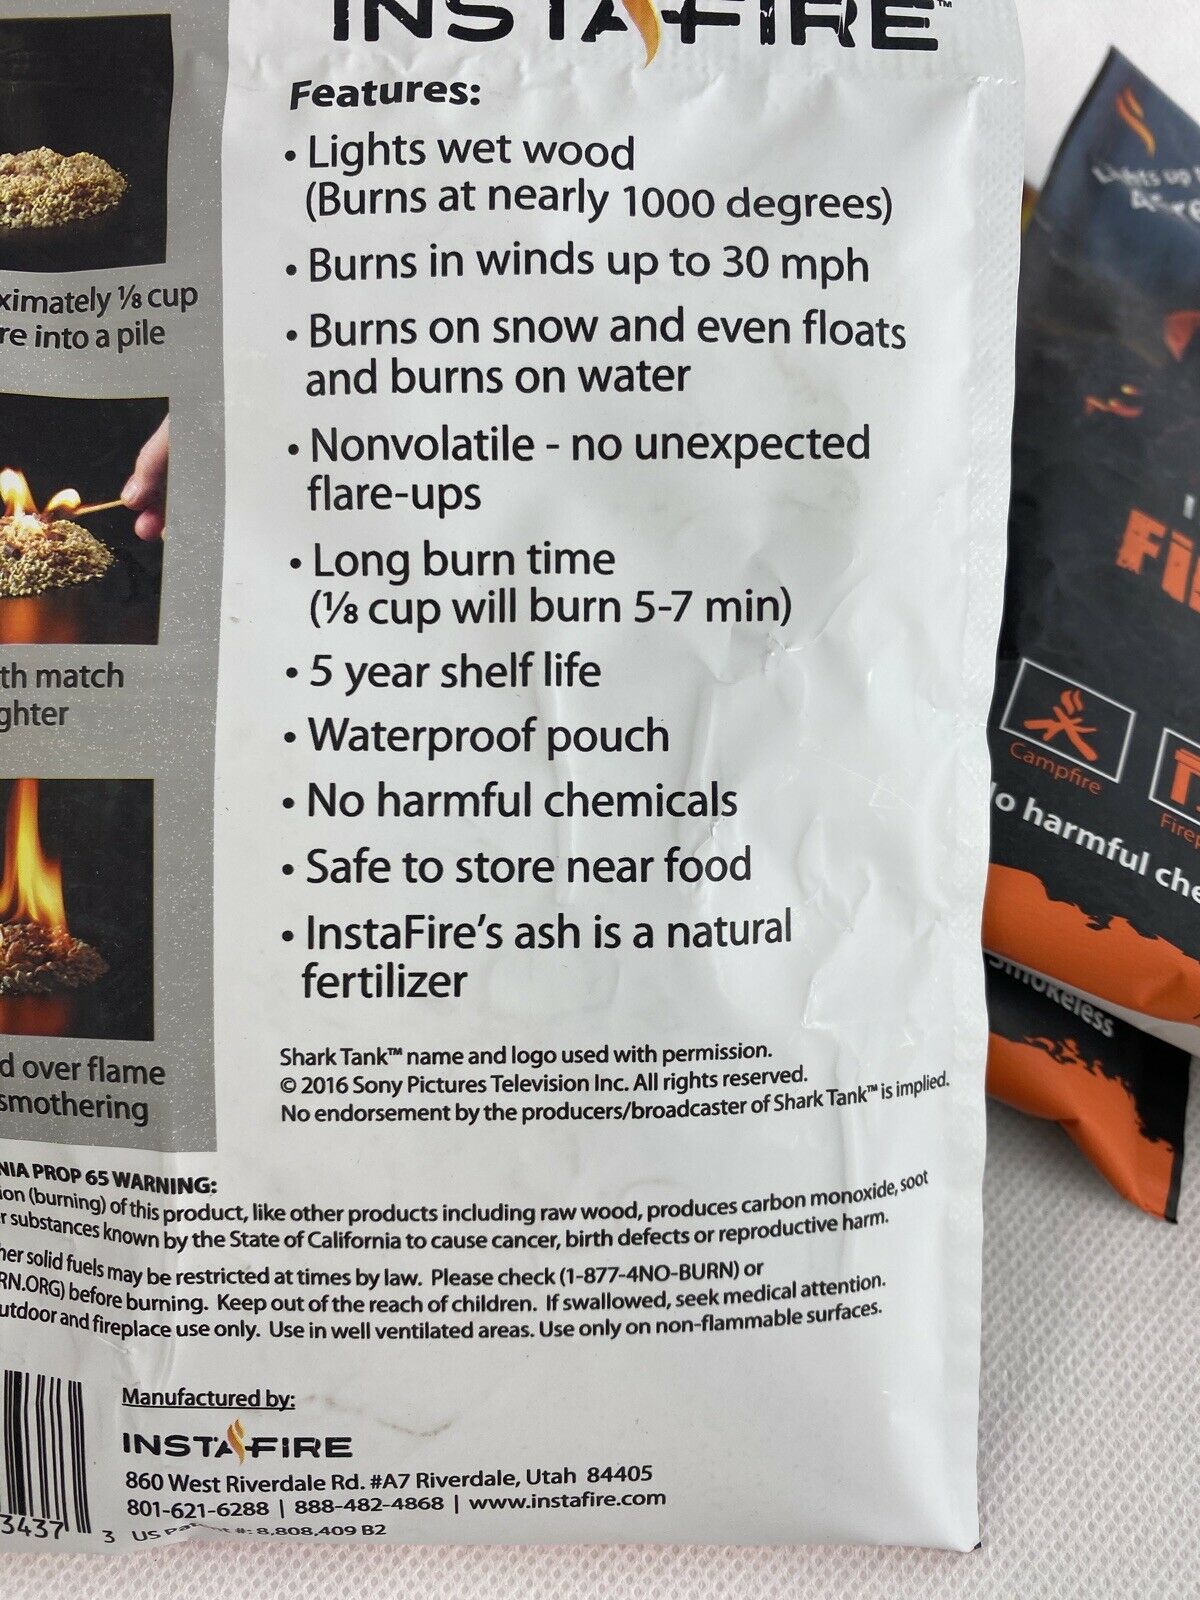 INSTAFIRE™
Features:
• Lights wet wood
(Burns at nearly 1000 degrees)
• Burns in winds up to 30 mph
• Burns on snow and even floats
and burns on water
• Nonvolatile - no unexpected
flare-ups
• Long burn time
(⅛ cup will burn 5-7 min)
• 5 year shelf life
• Waterproof pouch
• No harmful chemicals
• Safe to store near food
• InstaFire's ash is a natural
fertilizer
Shark Tank™ name and logo used with permission.
© 2016 Sony Pictures Television Inc. All rights reserved.
No endorsement by the producers/broadcaster of Shark Tank™ is implied.
ximately ⅛ cup
re into a pile
th match
ghter
d over flame
smothering
NIA PROP 65 WARNING:
ion (burning) of this product, like other products including raw wood, produces carbon monoxide, soot
r substances known by the State of California to cause cancer, birth defects or reproductive harm.
her solid fuels may be restricted at times by law. Please check (1-877-4NO-BURN) or
RN.ORG) before burning. Keep out of the reach of children. If swallowed, seek medical attention.
utdoor and fireplace use only. Use in well ventilated areas. Use only on non-flammable surfaces.
Manufactured by:
INSTAFIRE
860 West Riverdale Rd. #A7 Riverdale, Utah 84405
801-621-6288 | 888-482-4868 | www.instafire.com
US #: 8,808,409 B2
3437 3
Lights up
Fi
Campfire
Firep
lo harmful che
Smokeless